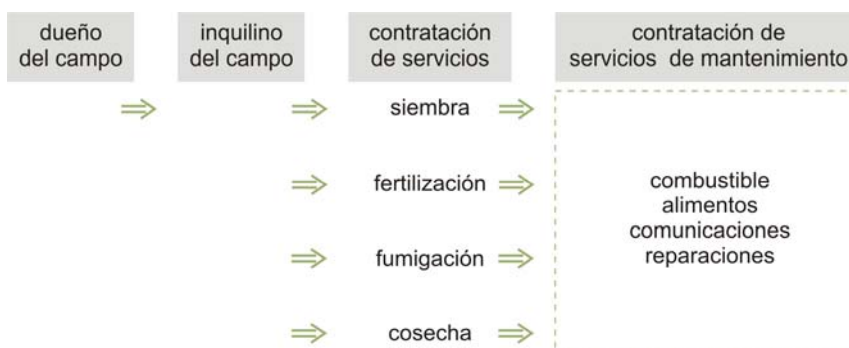 dueño
del campo
inquilino
del campo
contratación
de servicios
contratación de
servicios de mantenimiento
siembra
fertilización
fumigación
cosecha
combustible
alimentos
comunicaciones
reparaciones